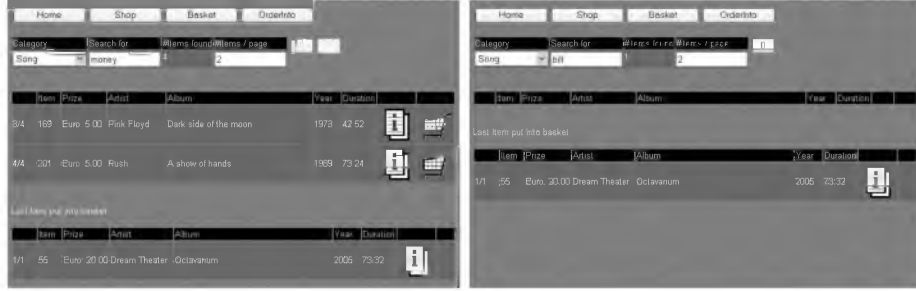 Home Shop Basket OrderInfo
Category Search for #Items found #Items / page
Song money 4 2
Item Prize Artist Album Year Duration
3/4 169 Euro 5.00 Pink Floyd Dark side of the moon 1973 42:52
4/4 201 Euro 5.00 Rush A show of hands 1989 73:24
Last item put into basket
Item Prize Artist Album Year Duration
1/1 55 Euro 20.00 Dream Theater Octavarium 2005 73:32
Home Shop Basket OrderInfo
Category Search for #Items found #Items / page
Song bill 1 2
Item Prize Artist Album Year Duration
Last item put into basket
Item Prize Artist Album Year Duration
1/1 55 Euro. 20.00 Dream Theater Octavarium 2005 73:32